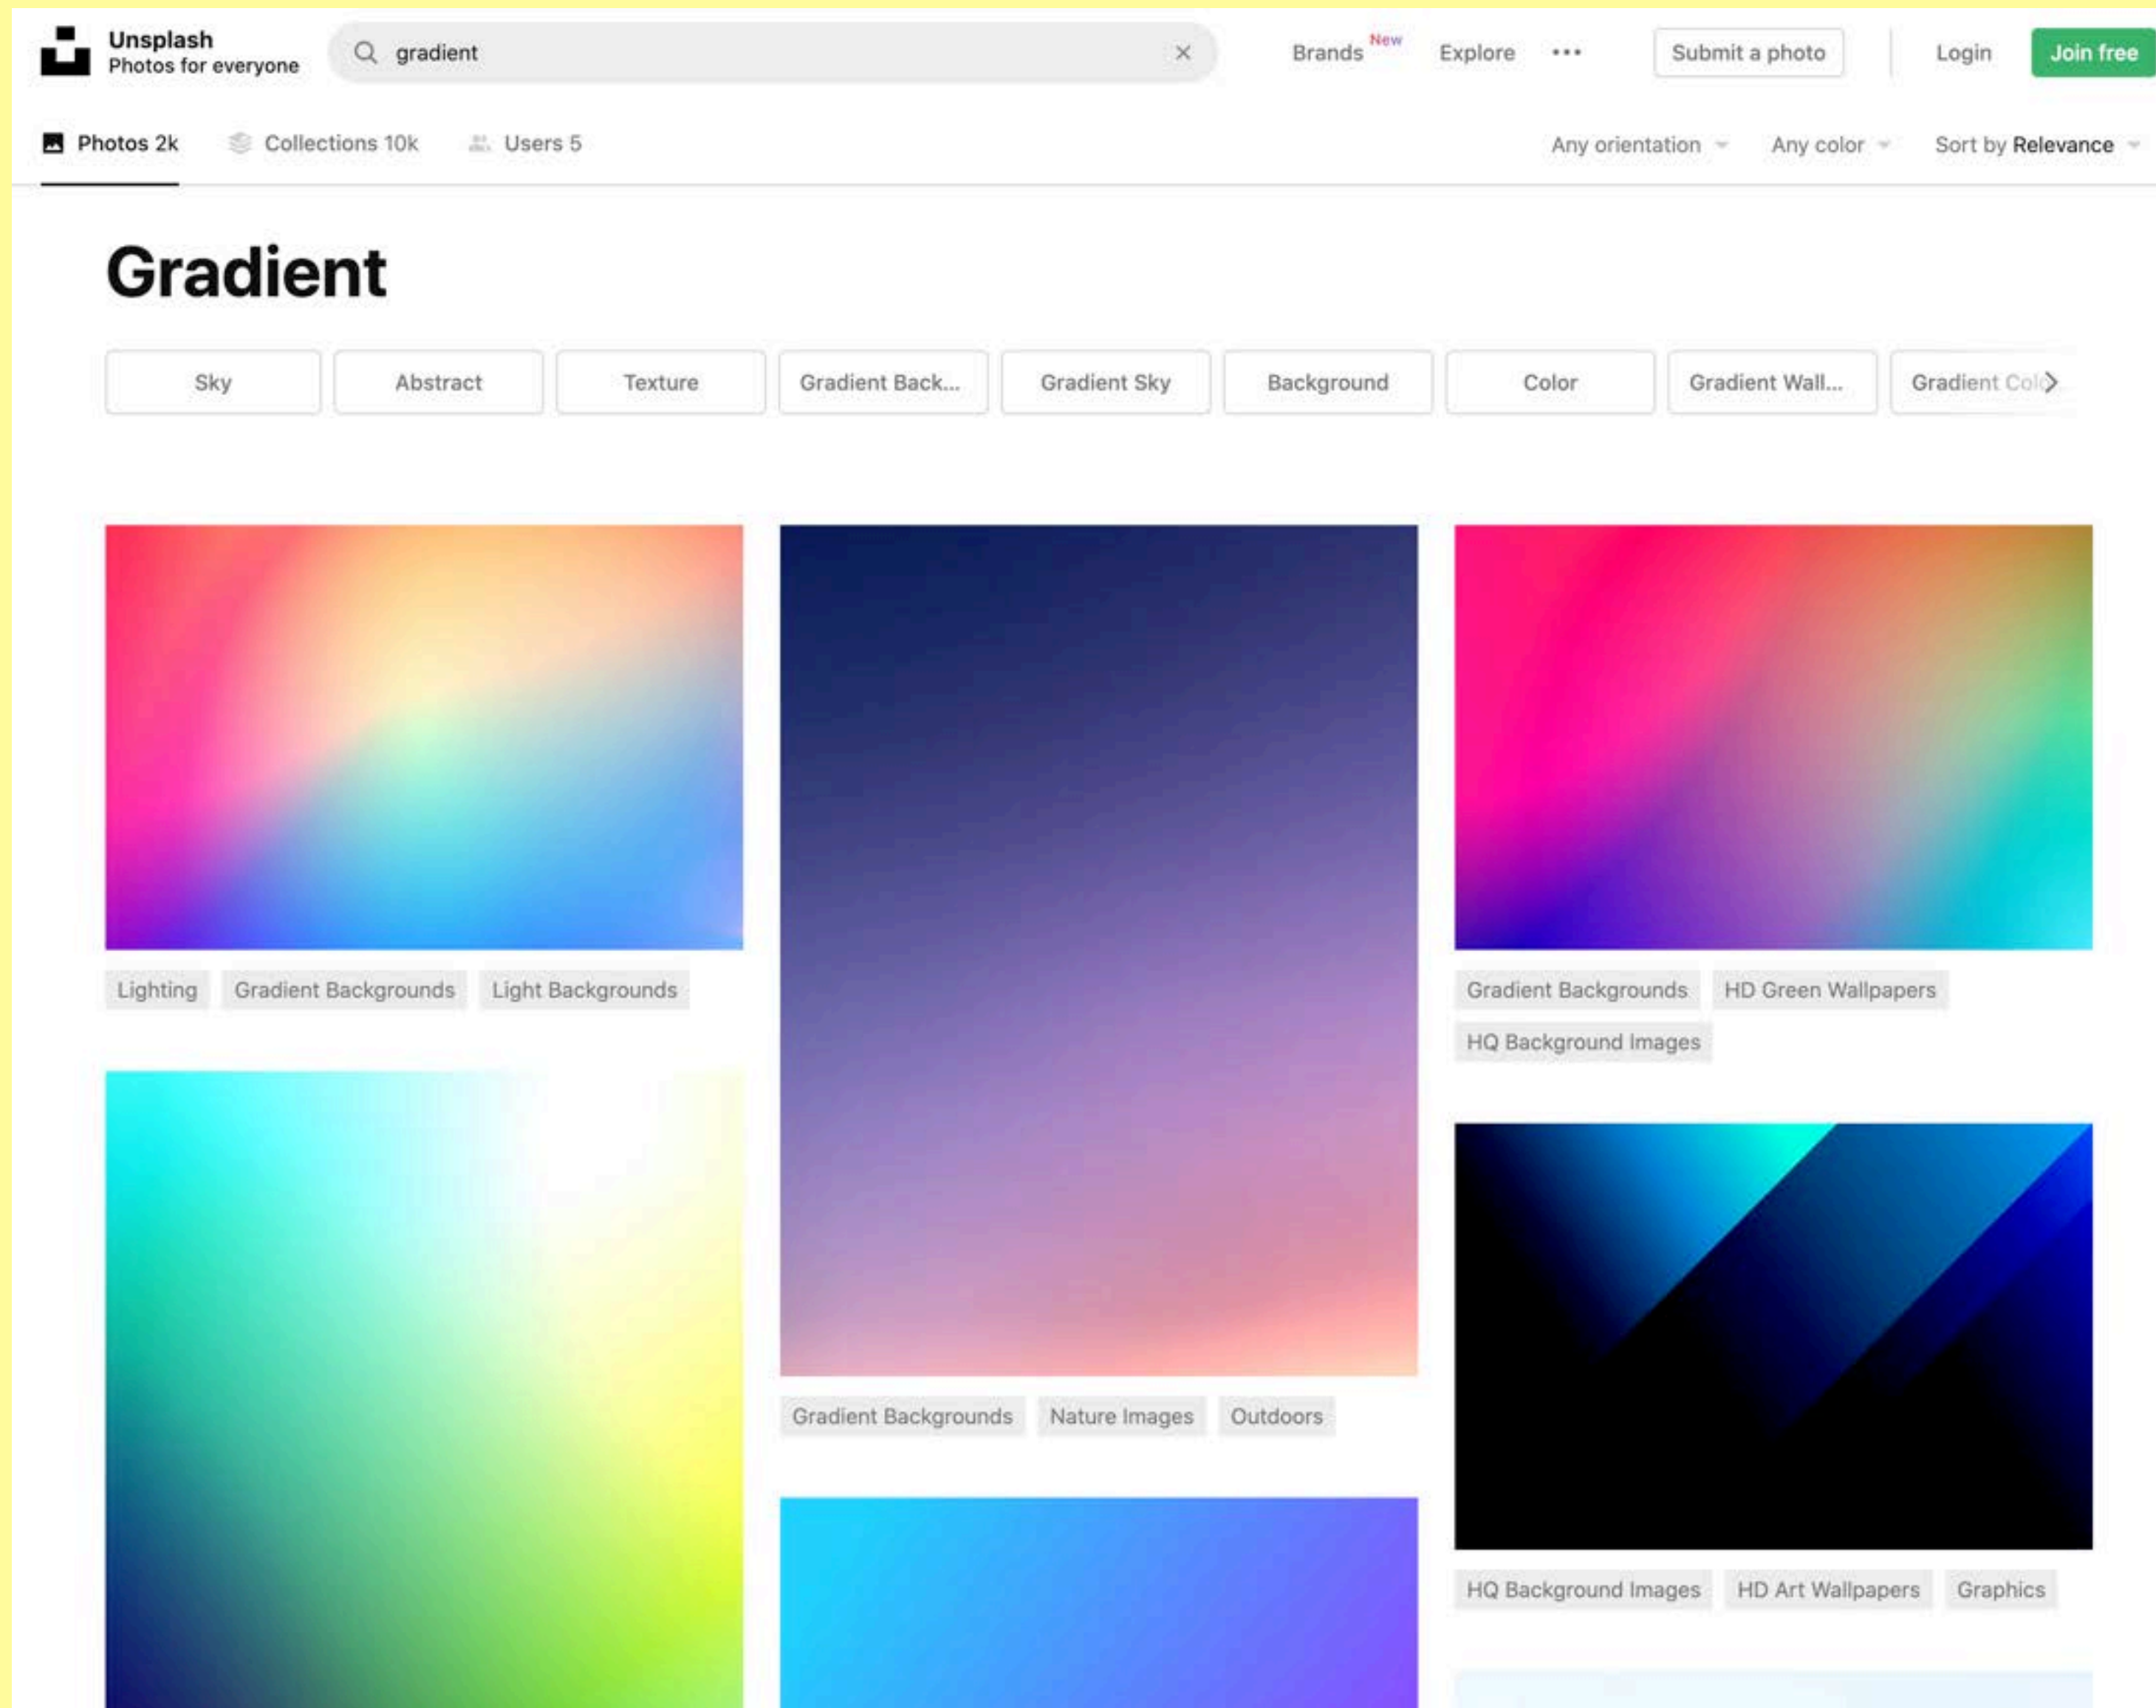 Unsplash
Photos for everyone
gradient
Brands New
Explore
Submit a photo
Login
Join free
Photos 2k
Collections 10k
Users 5
Any orientation
Any color
Sort by Relevance
Gradient
Sky
Abstract
Texture
Gradient Back...
Gradient Sky
Background
Color
Gradient Wall...
Gradient Colo
Lighting
Gradient Backgrounds
Light Backgrounds
Gradient Backgrounds
Nature Images
Outdoors
Gradient Backgrounds
HD Green Wallpapers
HQ Background Images
HQ Background Images
HD Art Wallpapers
Graphics